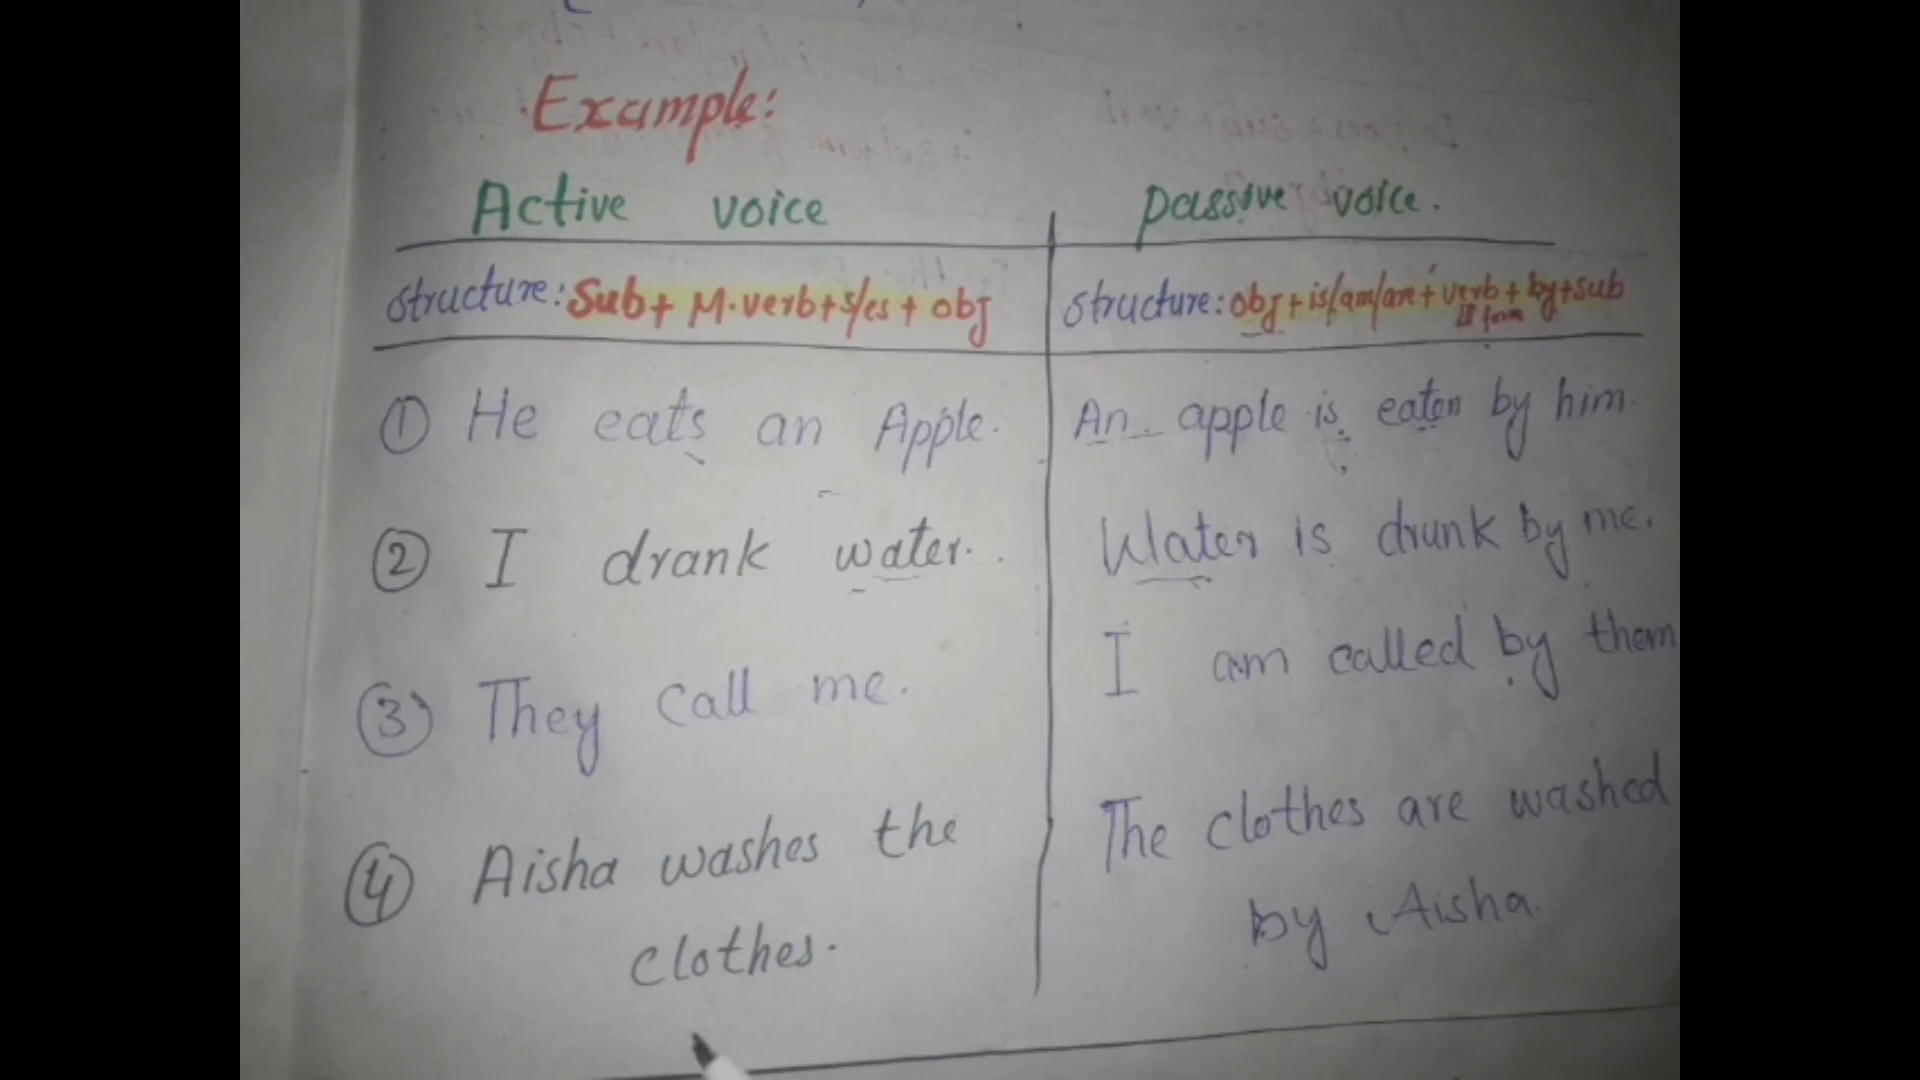 Example:
Active voice
passive voice.
Structure: Sub + M.verb + s/es + obj
Structure: obj + is/am/are + verb + by + sub
III form
① He eats an Apple.
An apple is eaten by him.
② I drank water.
Water is drunk by me.
③ They call me.
I am called by them
④ Aisha washes the
clothes.
The clothes are washed
by Aisha.